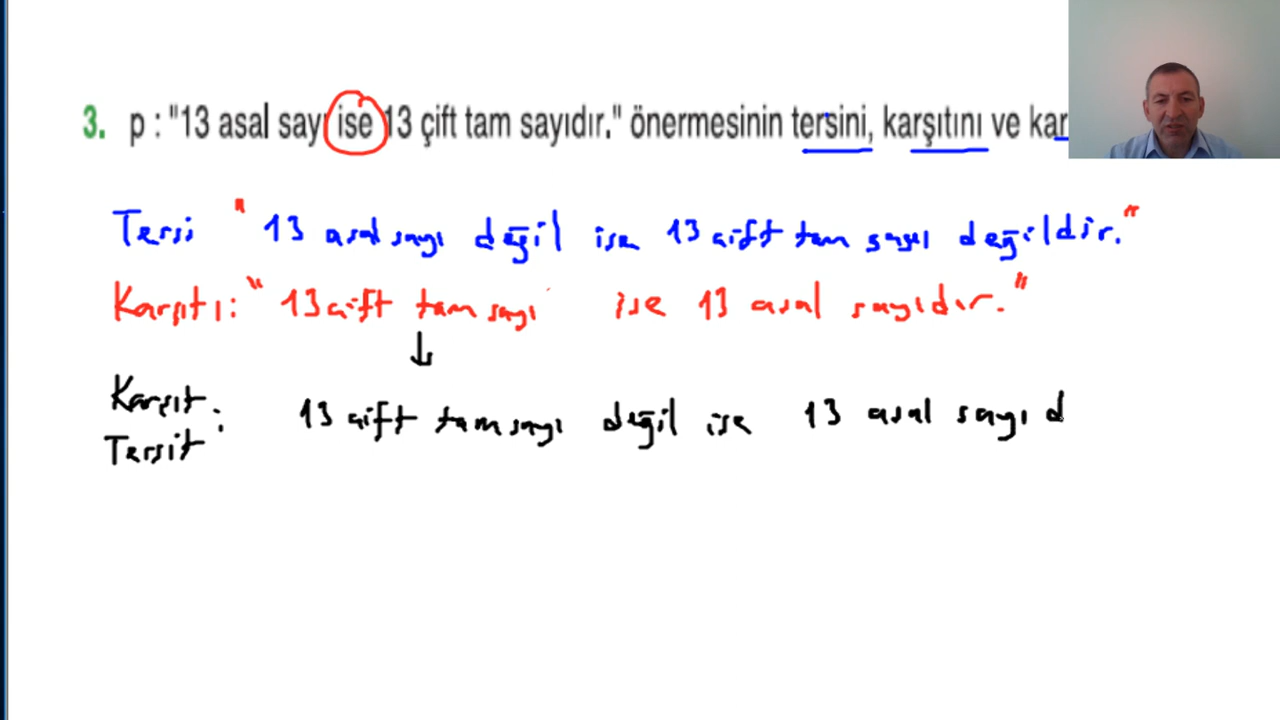 3. p : "13 asal sayı ise 13 çift tam sayıdır." önermesinin tersini, karşıtını ve kar
Tersi " 13 asal sayı değil ise 13 çift tam sayı değildir."
Karşıtı: " 13 çift tam sayı ise 13 asal sayıdır."
Karşıt
Tersit : 13 çift tam sayı değil ise 13 asal sayı d